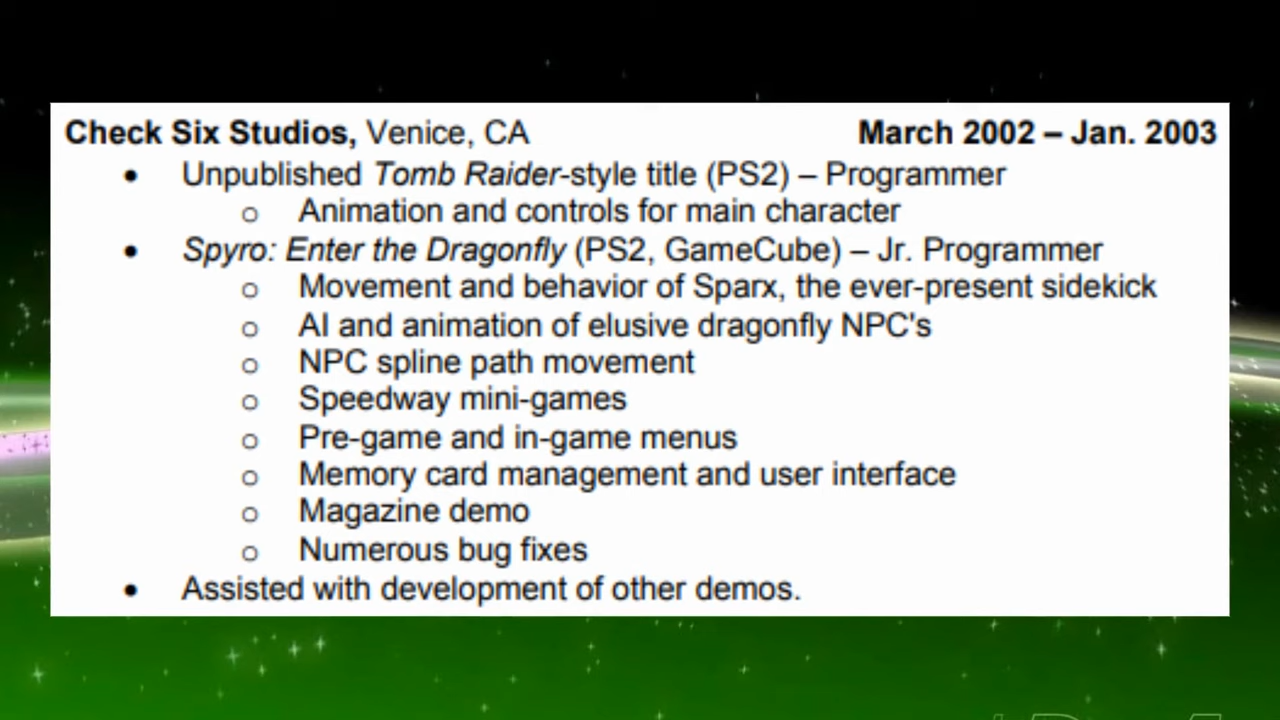 Check Six Studios, Venice, CA March 2002 – Jan. 2003
• Unpublished Tomb Raider-style title (PS2) – Programmer
o Animation and controls for main character
• Spyro: Enter the Dragonfly (PS2, GameCube) – Jr. Programmer
o Movement and behavior of Sparx, the ever-present sidekick
o AI and animation of elusive dragonfly NPC's
o NPC spline path movement
o Speedway mini-games
o Pre-game and in-game menus
o Memory card management and user interface
o Magazine demo
o Numerous bug fixes
• Assisted with development of other demos.